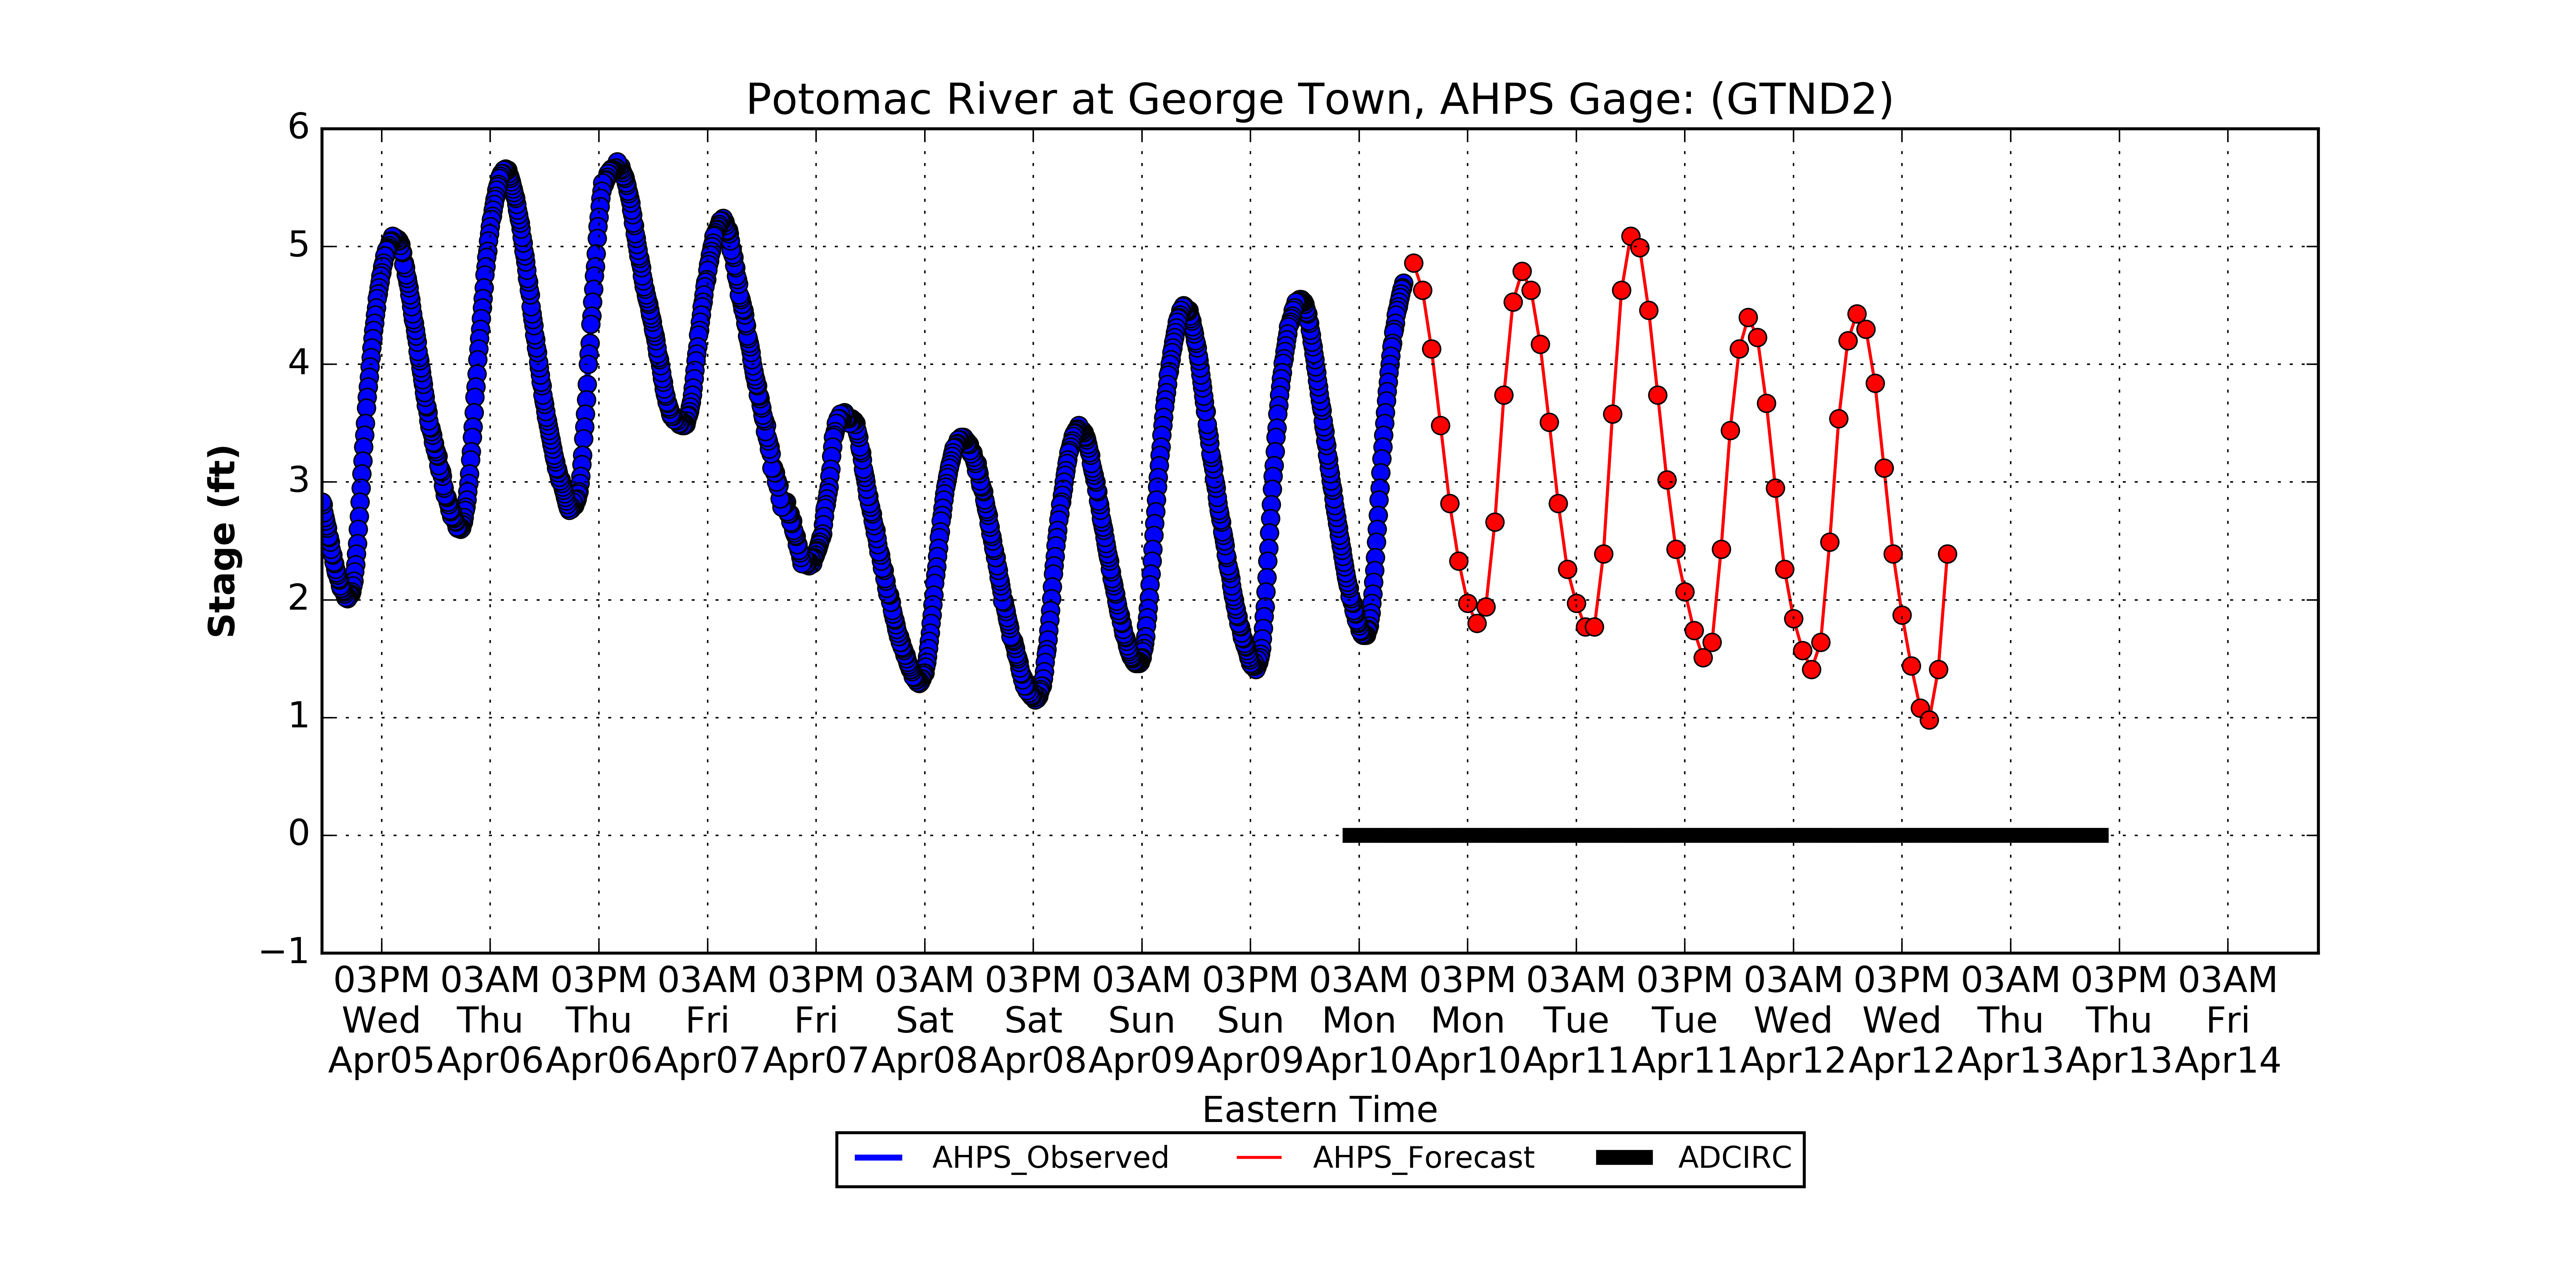 Potomac River at George Town, AHPS Gage: (GTND2)
Stage (ft)
6
5
4
3
2
1
0
−1
03PM 03AM 03PM 03AM 03PM 03AM 03PM 03AM 03PM 03AM 03PM 03AM 03PM 03AM 03PM 03AM 03PM 03AM
Wed Thu Thu Fri Fri Sat Sat Sun Sun Mon Mon Tue Tue Wed Wed Thu Thu Fri
Apr05 Apr06 Apr06 Apr07 Apr07 Apr08 Apr08 Apr09 Apr09 Apr10 Apr10 Apr11 Apr11 Apr12 Apr12 Apr13 Apr13 Apr14
Eastern Time
AHPS_Observed AHPS_Forecast ADCIRC